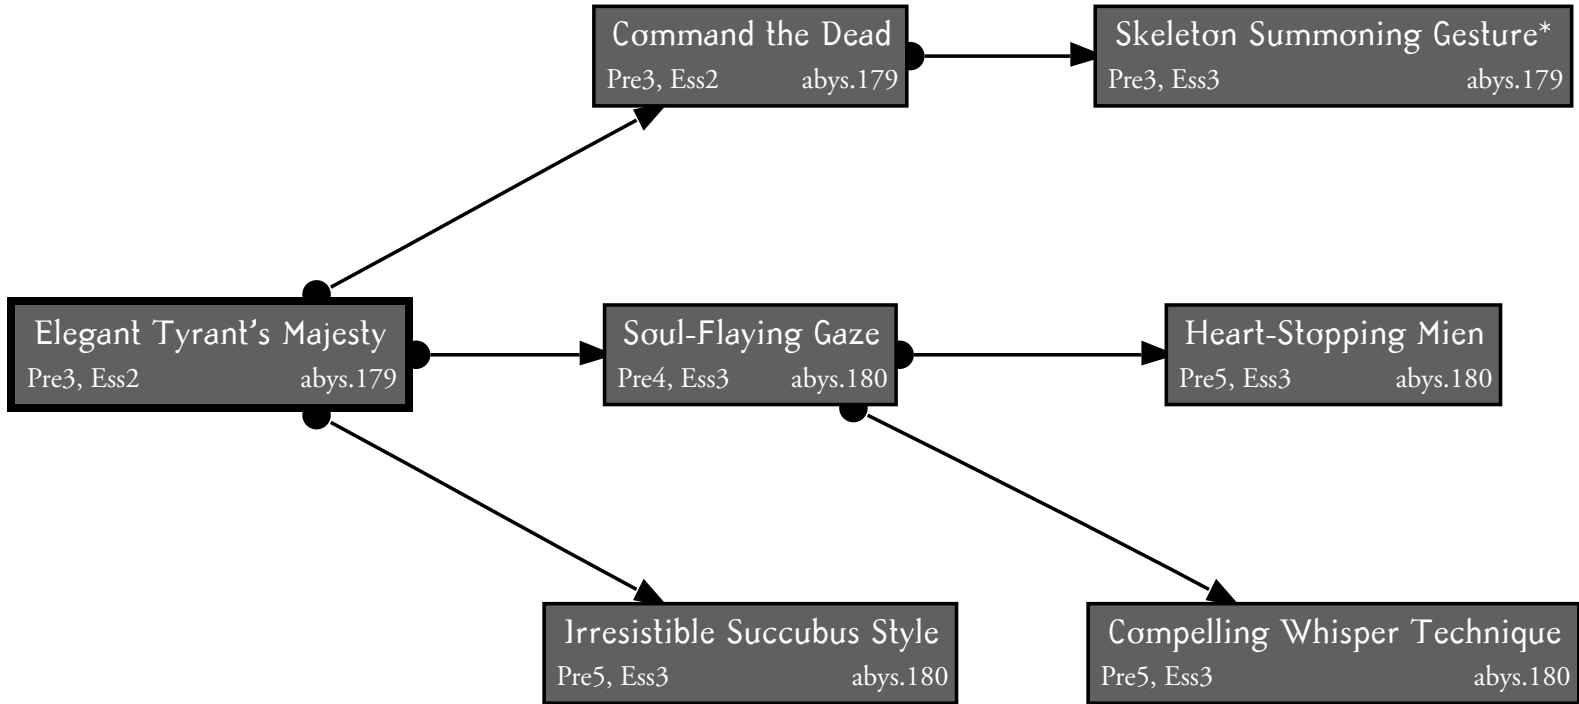 Command the Dead
Pre3, Ess2 abys.179
Skeleton Summoning Gesture*
Pre3, Ess3 abys.179
Elegant Tyrant's Majesty
Pre3, Ess2 abys.179
Soul-Flaying Gaze
Pre4, Ess3 abys.180
Heart-Stopping Mien
Pre5, Ess3 abys.180
Irresistible Succubus Style
Pre5, Ess3 abys.180
Compelling Whisper Technique
Pre5, Ess3 abys.180